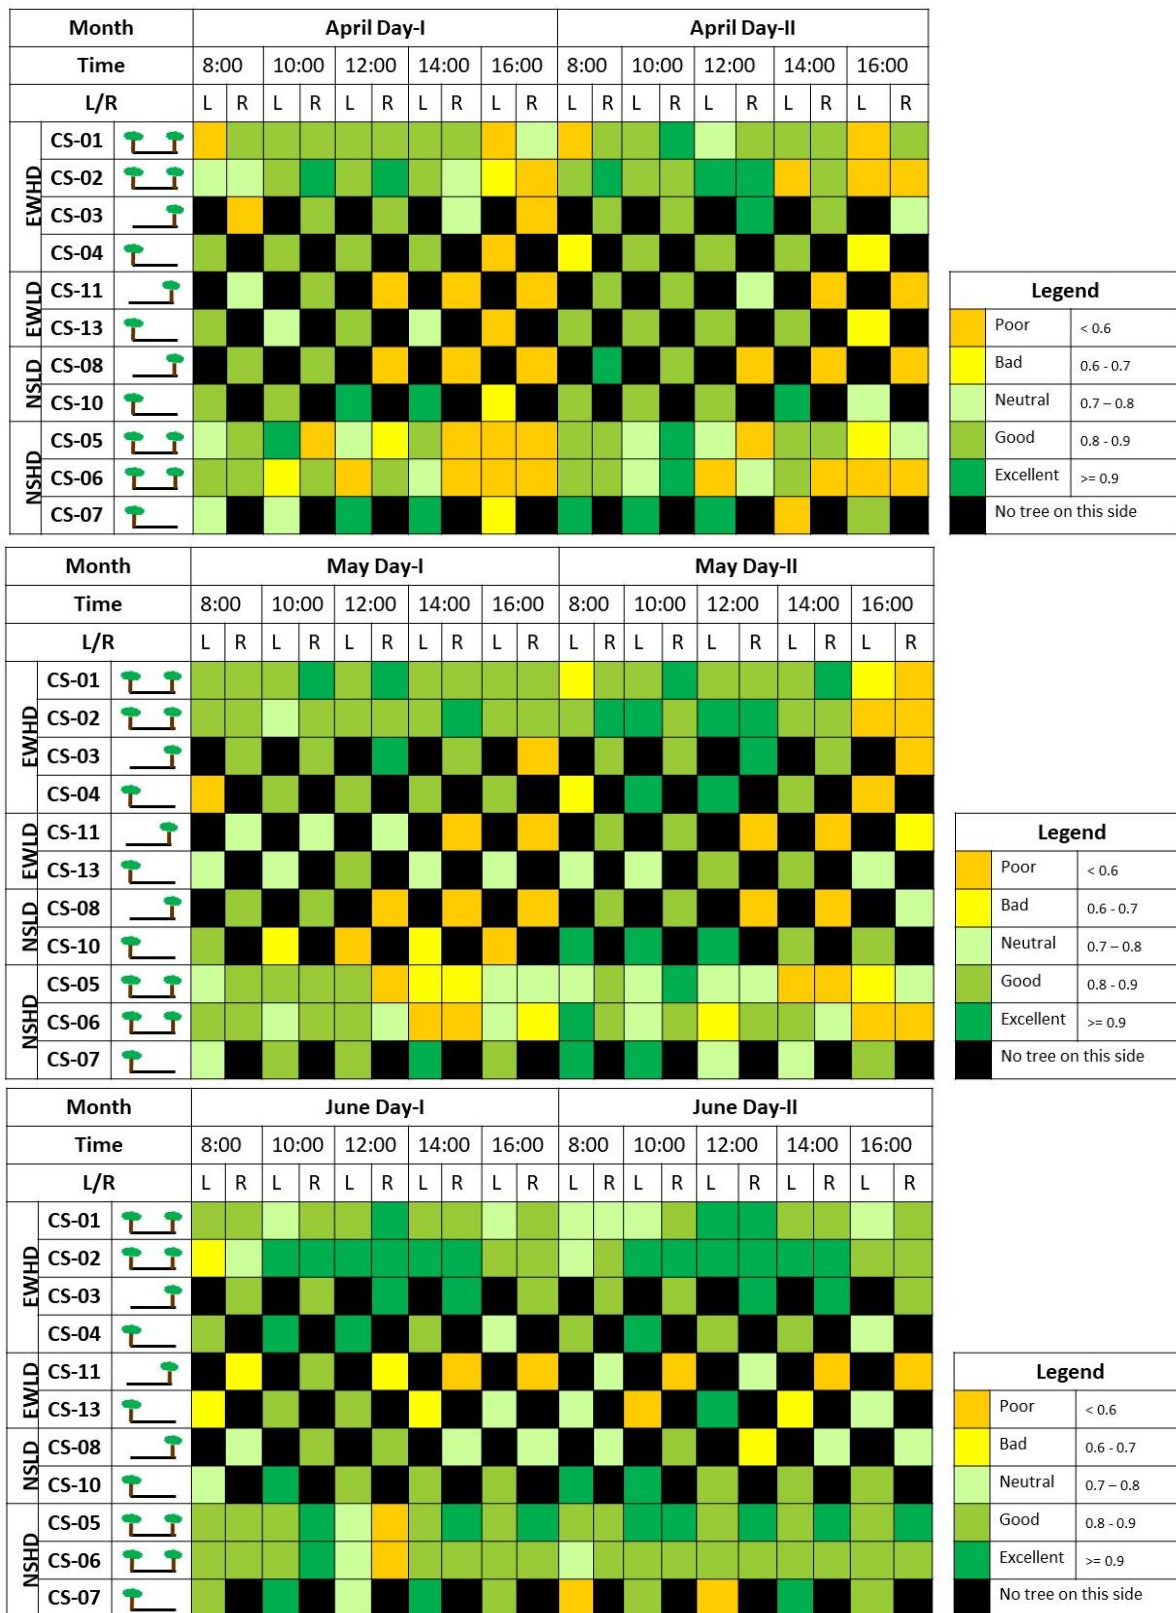 Month April Day-I April Day-II
Time 8:00 10:00 12:00 14:00 16:00 8:00 10:00 12:00 14:00 16:00
L/R L R L R L R L R L R L R L R L R L R L R
EWHD
CS-01
CS-02
CS-03
CS-04
EWLD
CS-11
CS-13
NSLD
CS-08
CS-10
NSHD
CS-05
CS-06
CS-07
Legend
Poor < 0.6
Bad 0.6 - 0.7
Neutral 0.7 – 0.8
Good 0.8 - 0.9
Excellent >= 0.9
No tree on this side
Month May Day-I May Day-II
Time 8:00 10:00 12:00 14:00 16:00 8:00 10:00 12:00 14:00 16:00
L/R L R L R L R L R L R L R L R L R L R L R
EWHD
CS-01
CS-02
CS-03
CS-04
EWLD
CS-11
CS-13
NSLD
CS-08
CS-10
NSHD
CS-05
CS-06
CS-07
Legend
Poor < 0.6
Bad 0.6 - 0.7
Neutral 0.7 – 0.8
Good 0.8 - 0.9
Excellent >= 0.9
No tree on this side
Month June Day-I June Day-II
Time 8:00 10:00 12:00 14:00 16:00 8:00 10:00 12:00 14:00 16:00
L/R L R L R L R L R L R L R L R L R L R L R
EWHD
CS-01
CS-02
CS-03
CS-04
EWLD
CS-11
CS-13
NSLD
CS-08
CS-10
NSHD
CS-05
CS-06
CS-07
Legend
Poor < 0.6
Bad 0.6 - 0.7
Neutral 0.7 – 0.8
Good 0.8 - 0.9
Excellent >= 0.9
No tree on this side